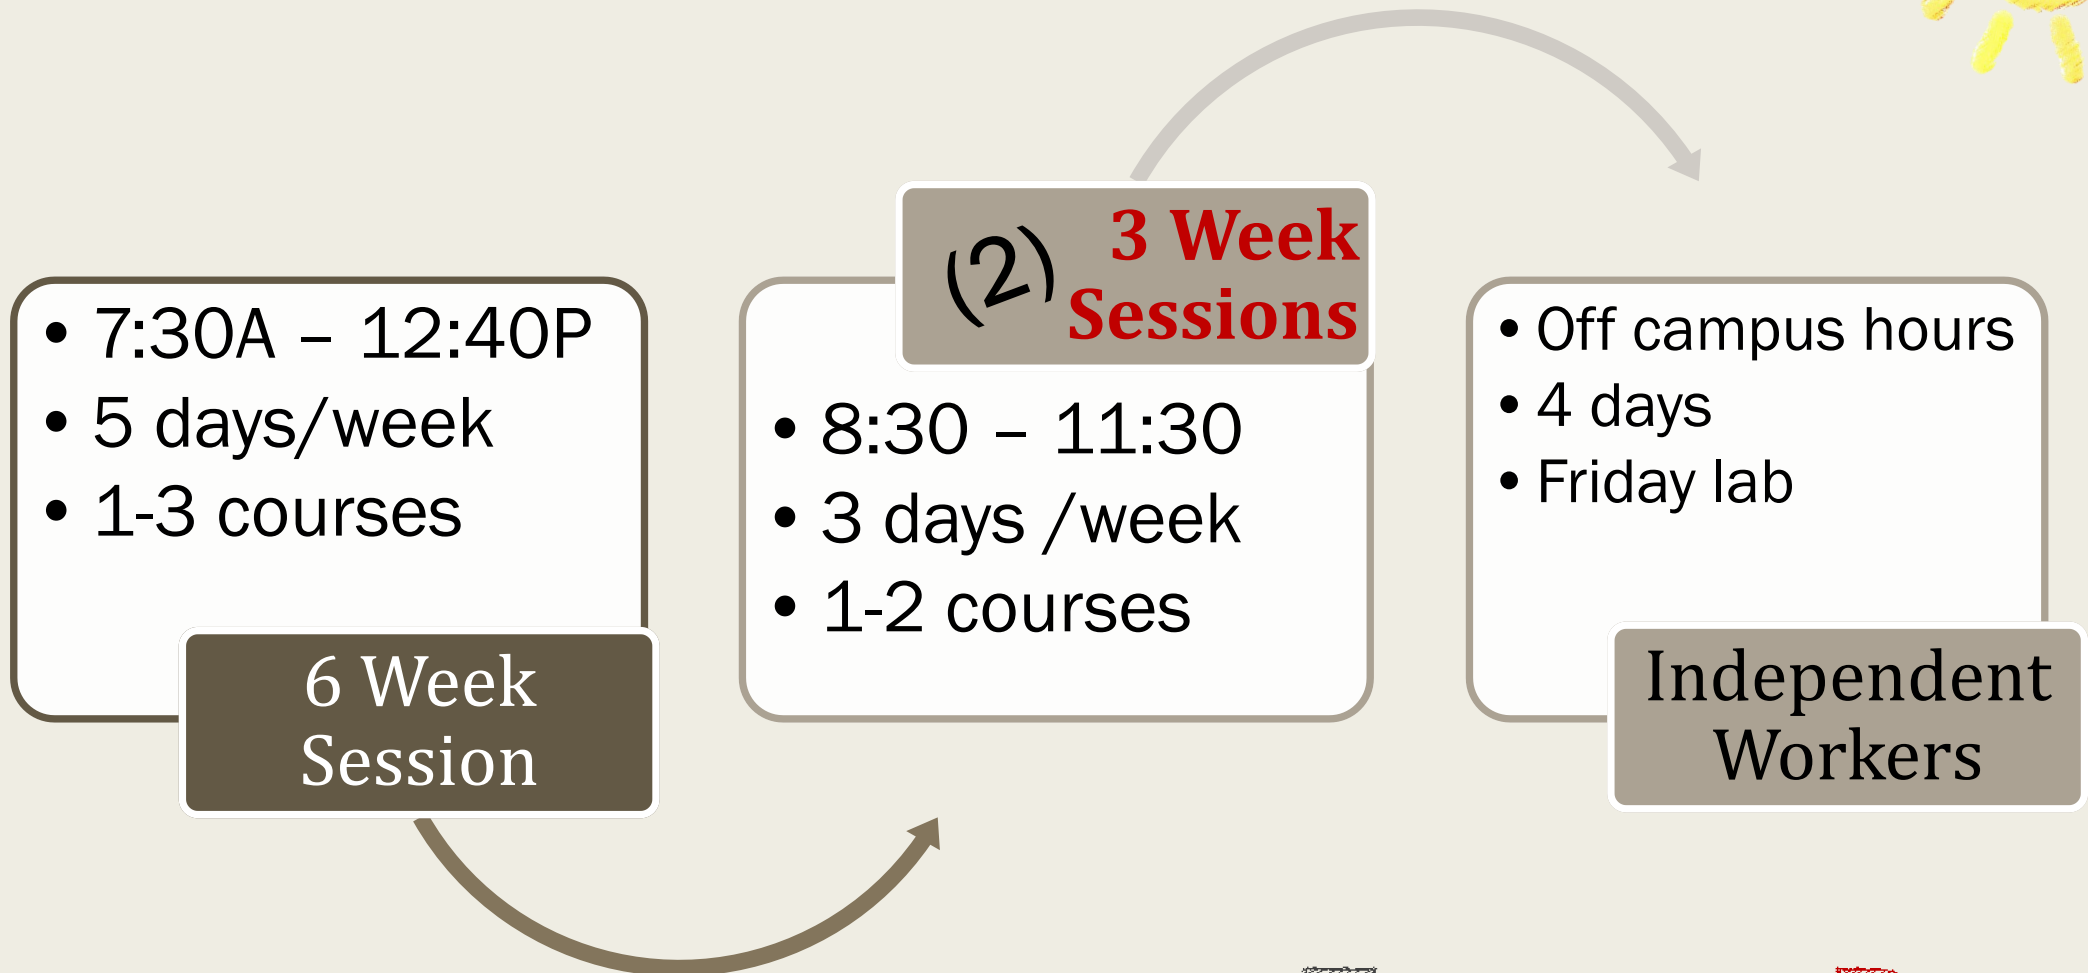 • 7:30A – 12:40P
• 5 days/week
• 1-3 courses
6 Week
Session
(2) 3 Week
Sessions
• 8:30 – 11:30
• 3 days /week
• 1-2 courses
• Off campus hours
• 4 days
• Friday lab
Independent
Workers